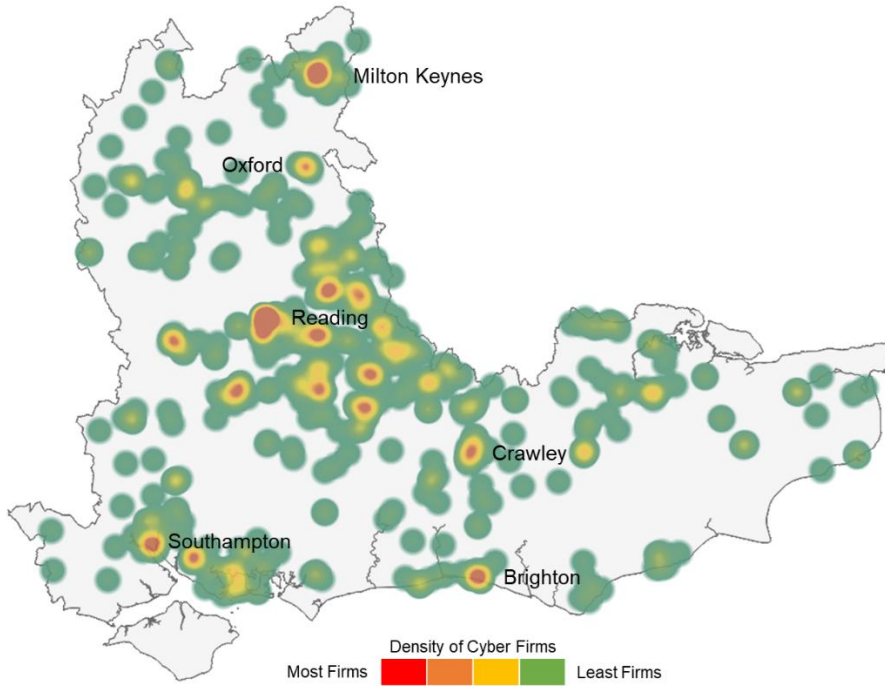 Milton Keynes
Oxford
Reading
Crawley
Southampton
Brighton
Density of Cyber Firms
Most Firms
Least Firms